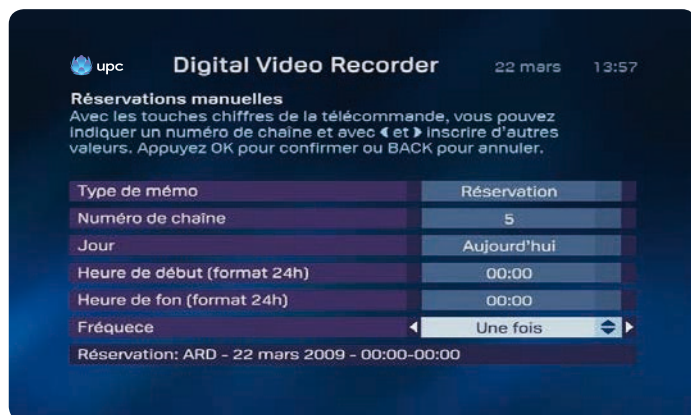 upc Digital Video Recorder 22 mars 13:57
Réservations manuelles
Avec les touches chiffres de la télécommande, vous pouvez
indiquer un numéro de chaîne et avec ◀ et ▶ inscrire d'autres
valeurs. Appuyez OK pour confirmer ou BACK pour annuler.
Type de mémo Réservation
Numéro de chaîne 5
Jour Aujourd'hui
Heure de début (format 24h) 00:00
Heure de fon (format 24h) 00:00
Fréquece Une fois
Réservation: ARD - 22 mars 2009 - 00:00-00:00